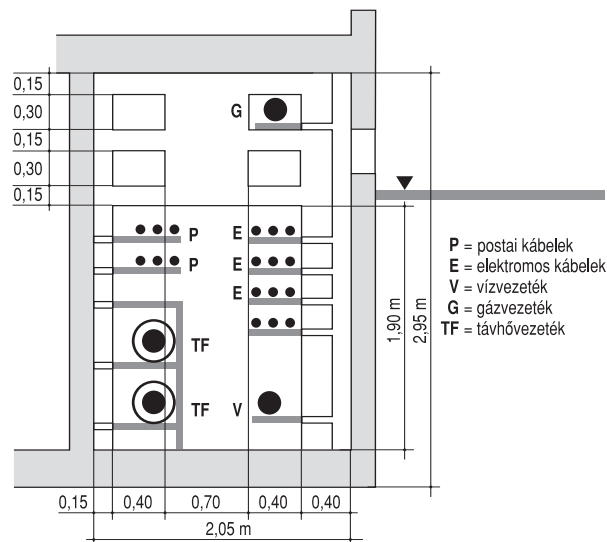 0,15
0,30
0,15
0,30
0,15
G
P
P
E
E
E
TF
TF
V
1,90 m
2,95 m
P = postai kábelek
E = elektromos kábelek
V = vízvezeték
G = gázvezeték
TF = távhővezeték
0,15 0,40 0,70 0,40 0,40
2,05 m